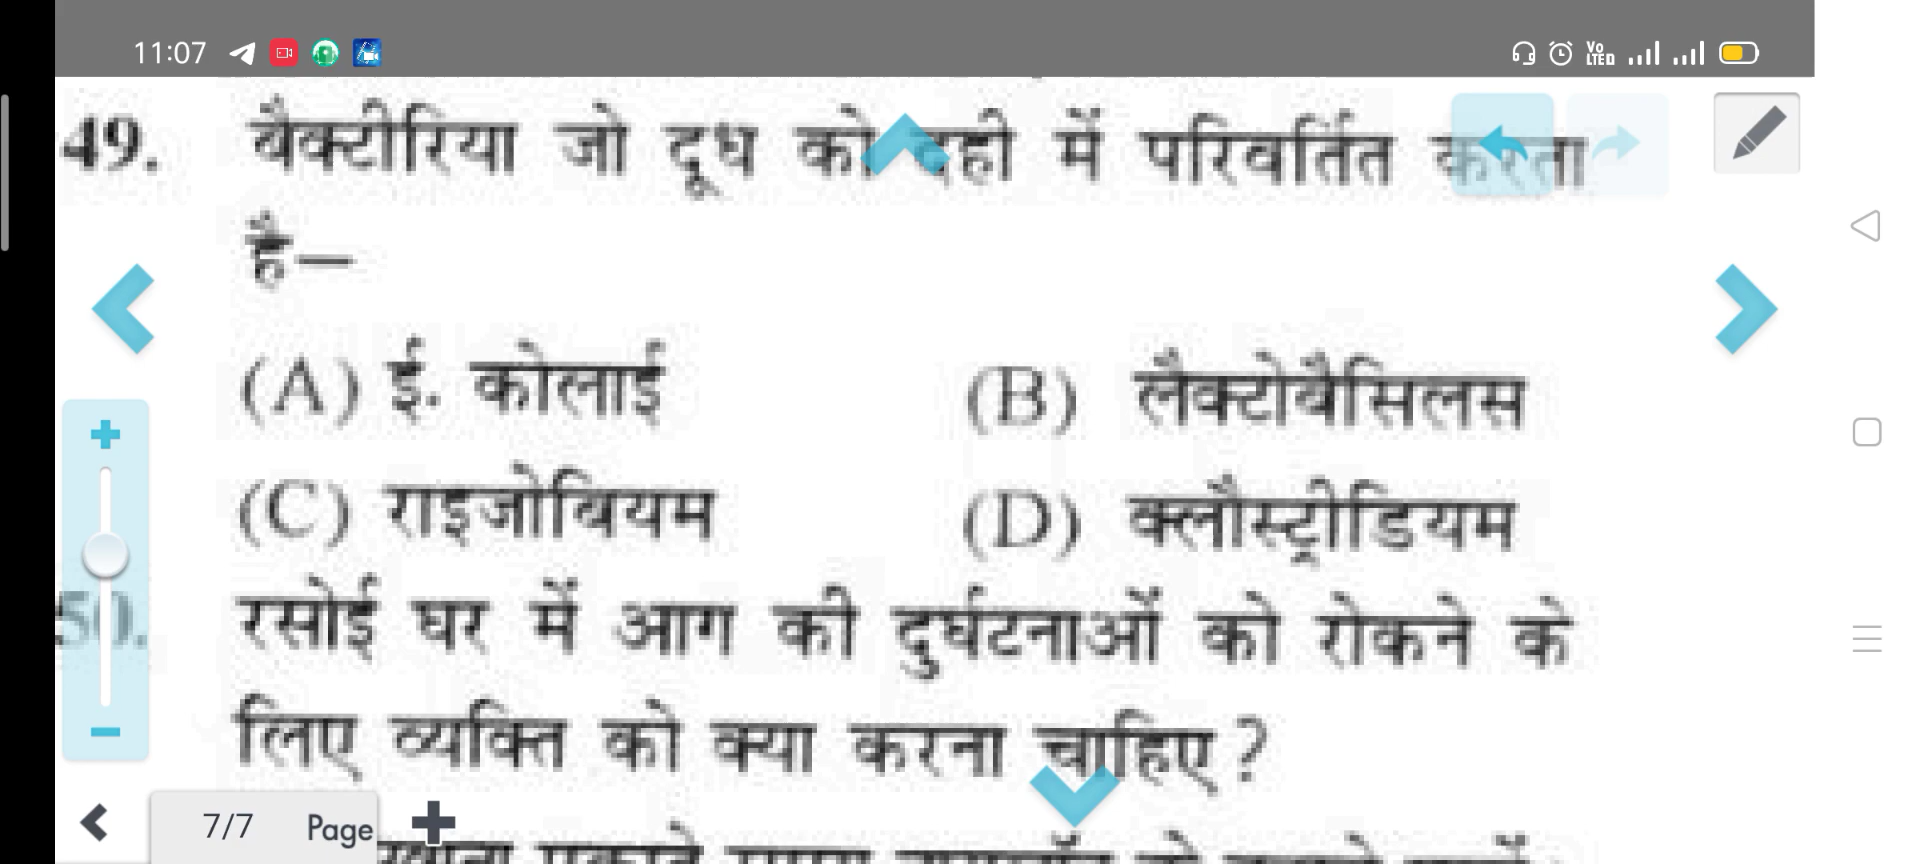 11:07
49. बैक्टीरिया जो दूध को दही में परिवर्तित करता
है—
(A) ई. कोलाई (B) लैक्टोबैसिलस
(C) राइजोबियम (D) क्लौस्ट्रीडियम
50. रसोई घर में आग की दुर्घटनाओं को रोकने के
लिए व्यक्ति को क्या करना चाहिए?
7/7 Page